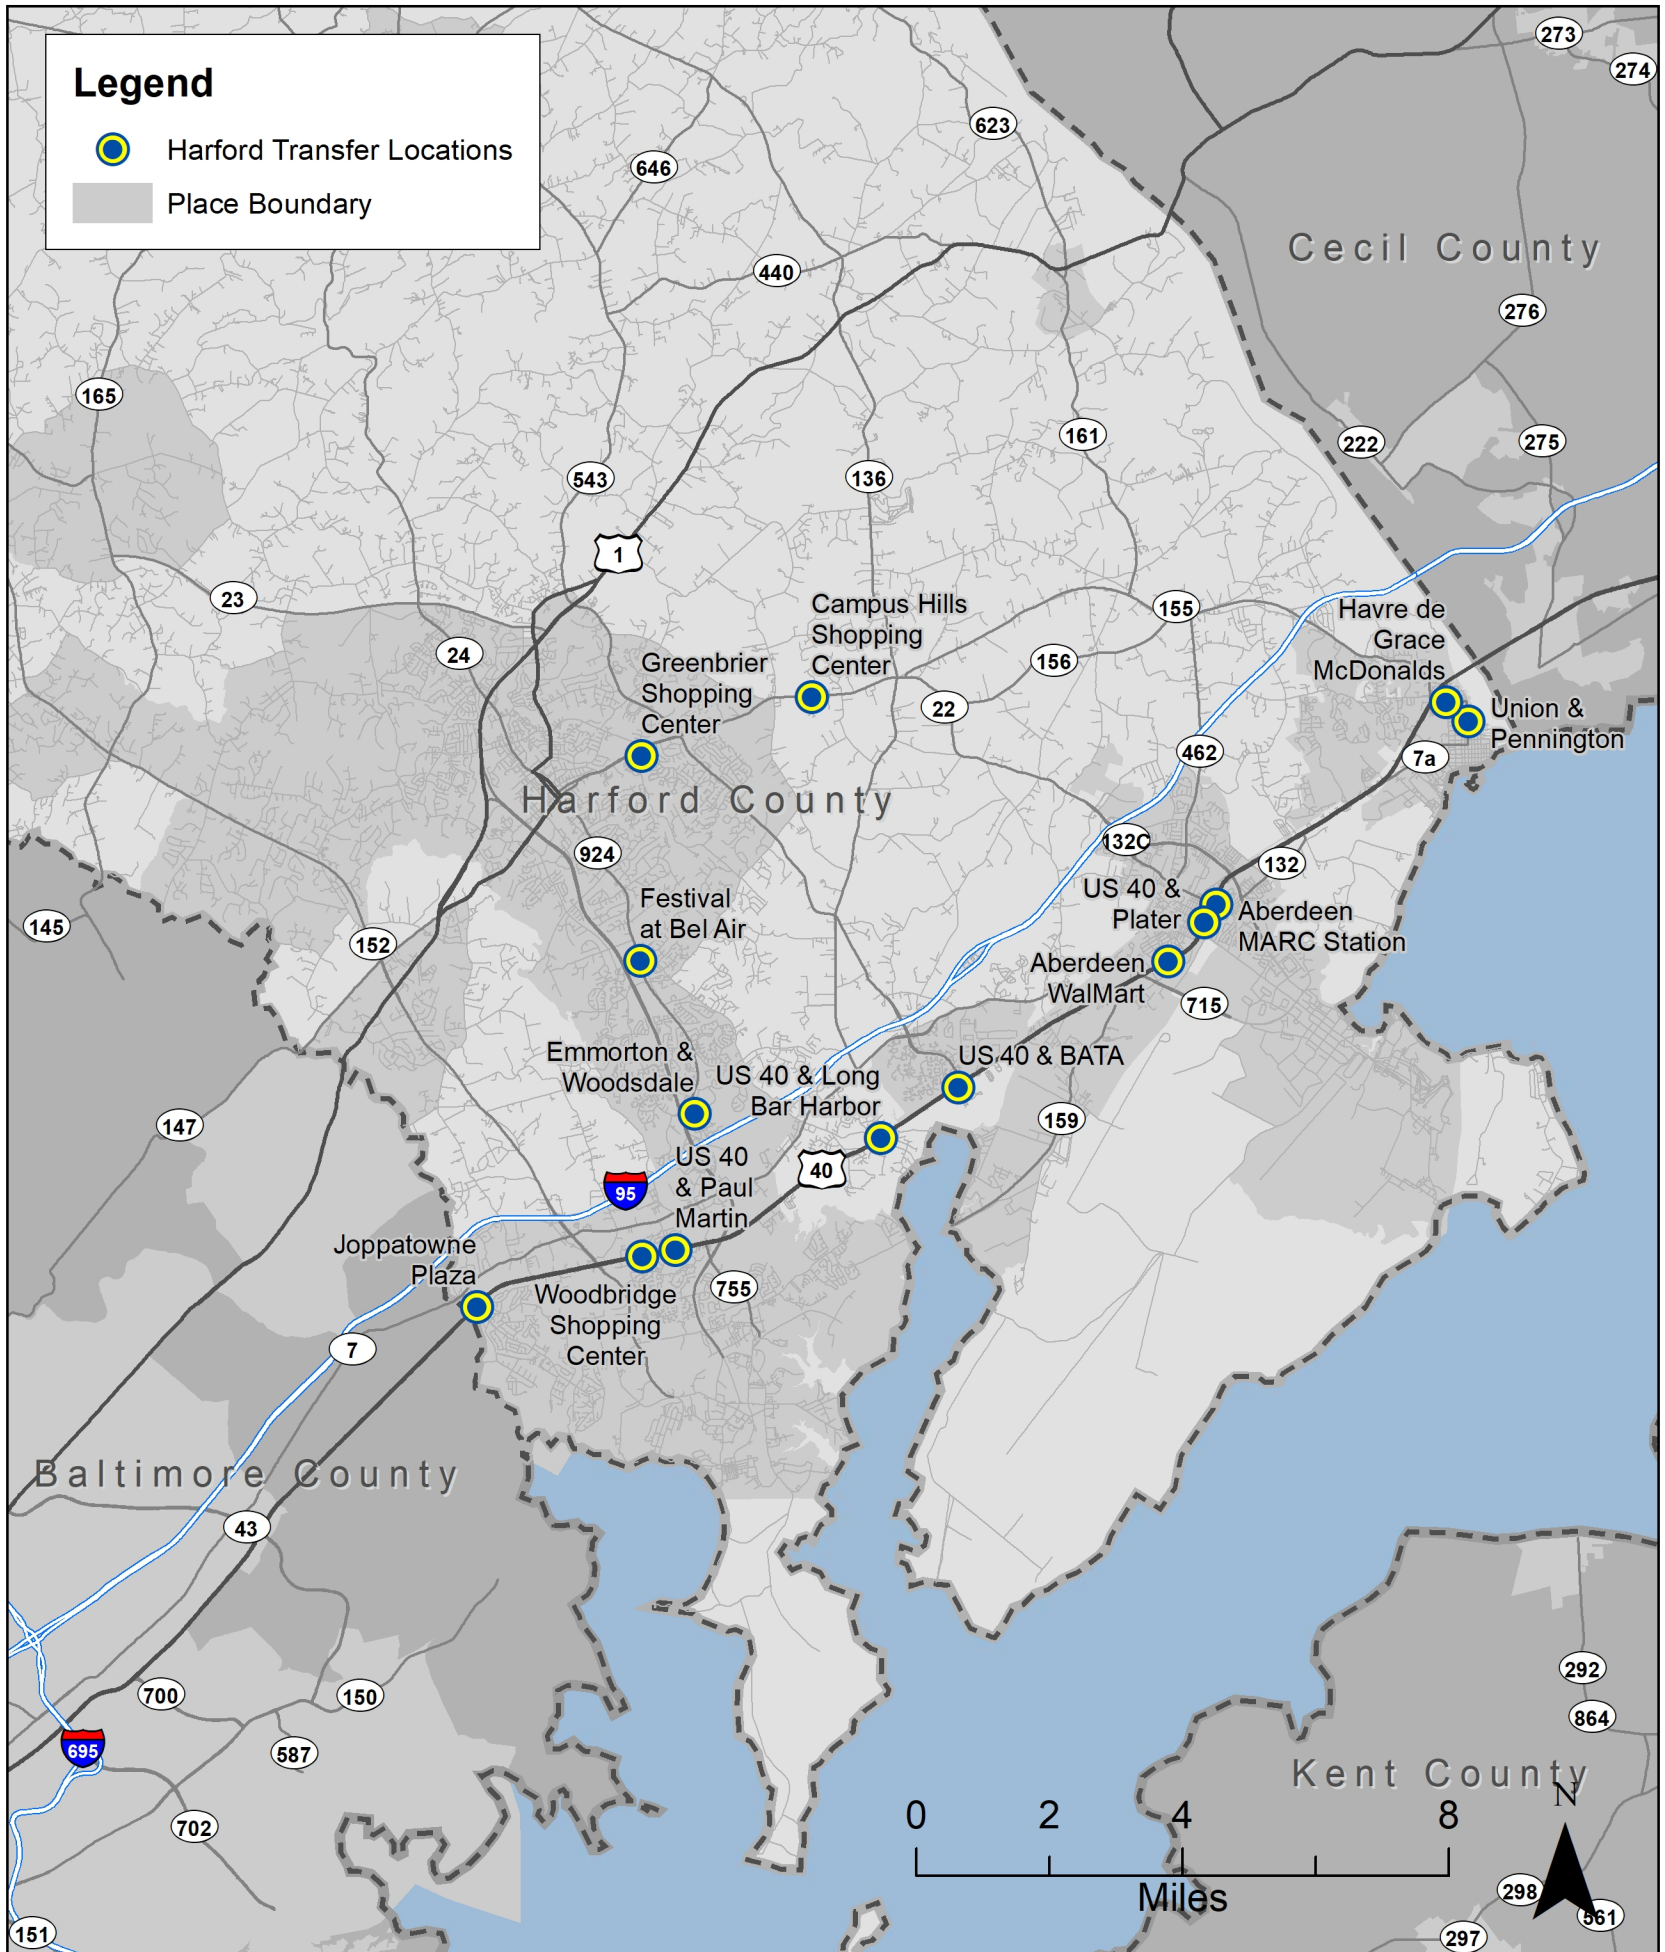 Legend
Harford Transfer Locations
Place Boundary
273
274
623
646
Cecil County
440
276
165
161
222
275
543
136
1
23
Campus Hills
Shopping
Center
155
Havre de
Grace
McDonalds
24
Greenbrier
Shopping
Center
156
22
Union &
Pennington
462
7a
Harford County
132C
924
132
US 40 &
Plater
Festival
at Bel Air
Aberdeen
MARC Station
145
152
Aberdeen
WalMart
715
Emmorton &
Woodsdale
US 40 & BATA
US 40 & Long
Bar Harbor
147
159
40
US 40
& Paul
Martin
95
Joppatowne
Plaza
755
Woodbridge
Shopping
Center
7
Baltimore County
43
292
700
150
864
695
587
Kent County
N
0 2 4 8
Miles
702
298
561
151
297